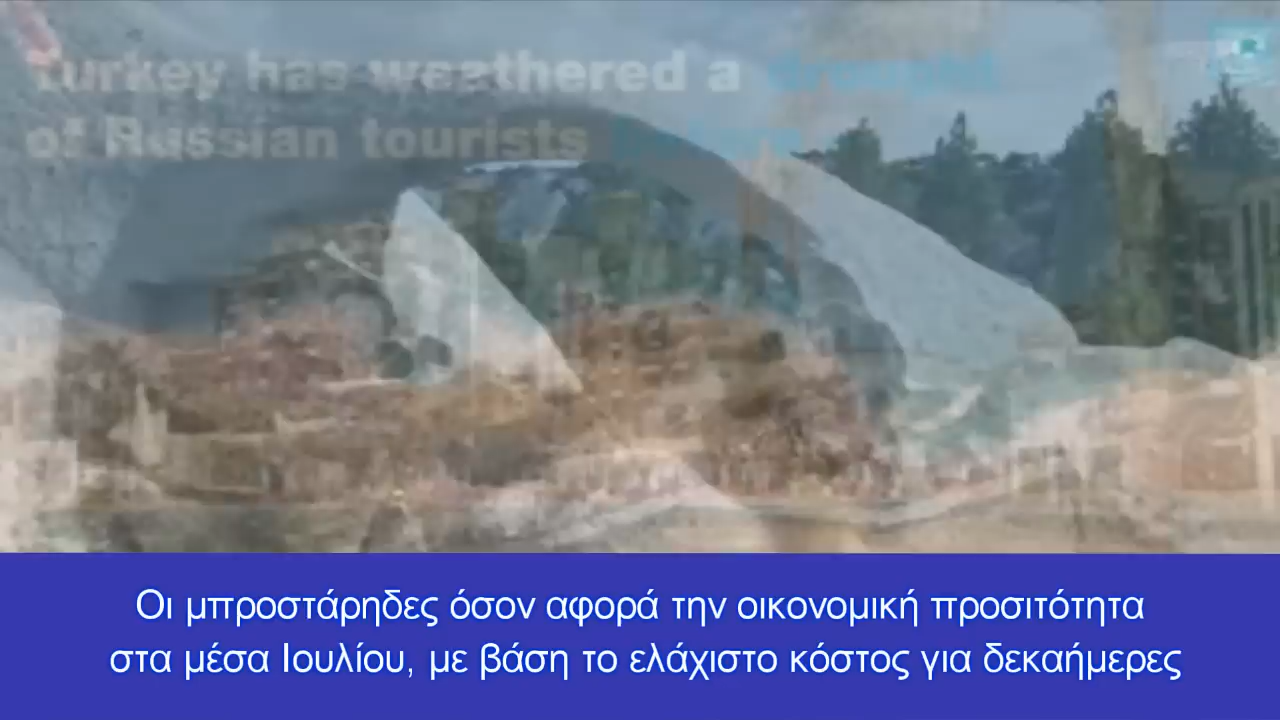 Turkey has weathered a
of Russian tourists
Οι μπροστάρηδες όσον αφορά την οικονομική προσιτότητα
στα μέσα Ιουλίου, με βάση το ελάχιστο κόστος για δεκαήμερες